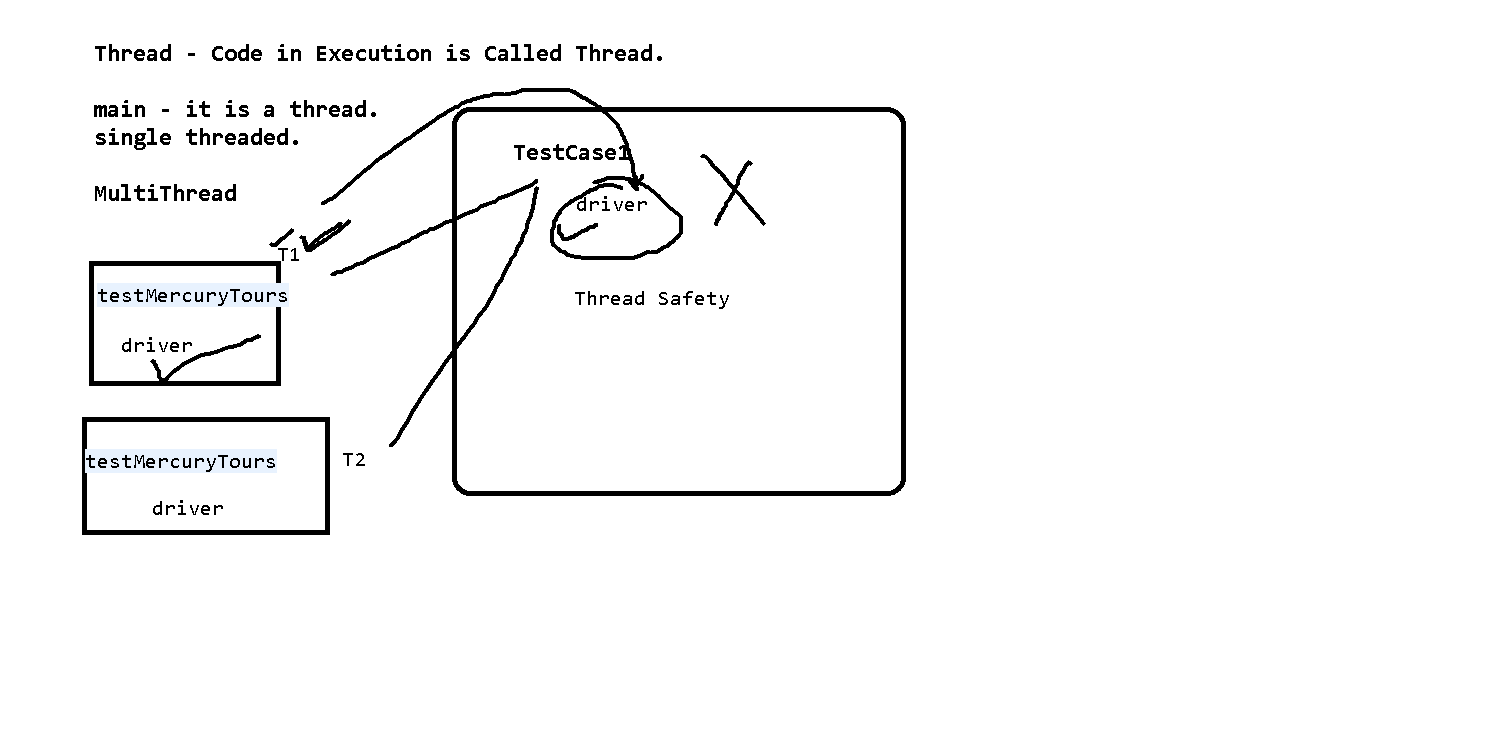 Thread - Code in Execution is Called Thread.
main - it is a thread.
single threaded.
MultiThread
T1
testMercuryTours
driver
testMercuryTours
T2
driver
TestCase1
driver
Thread Safety